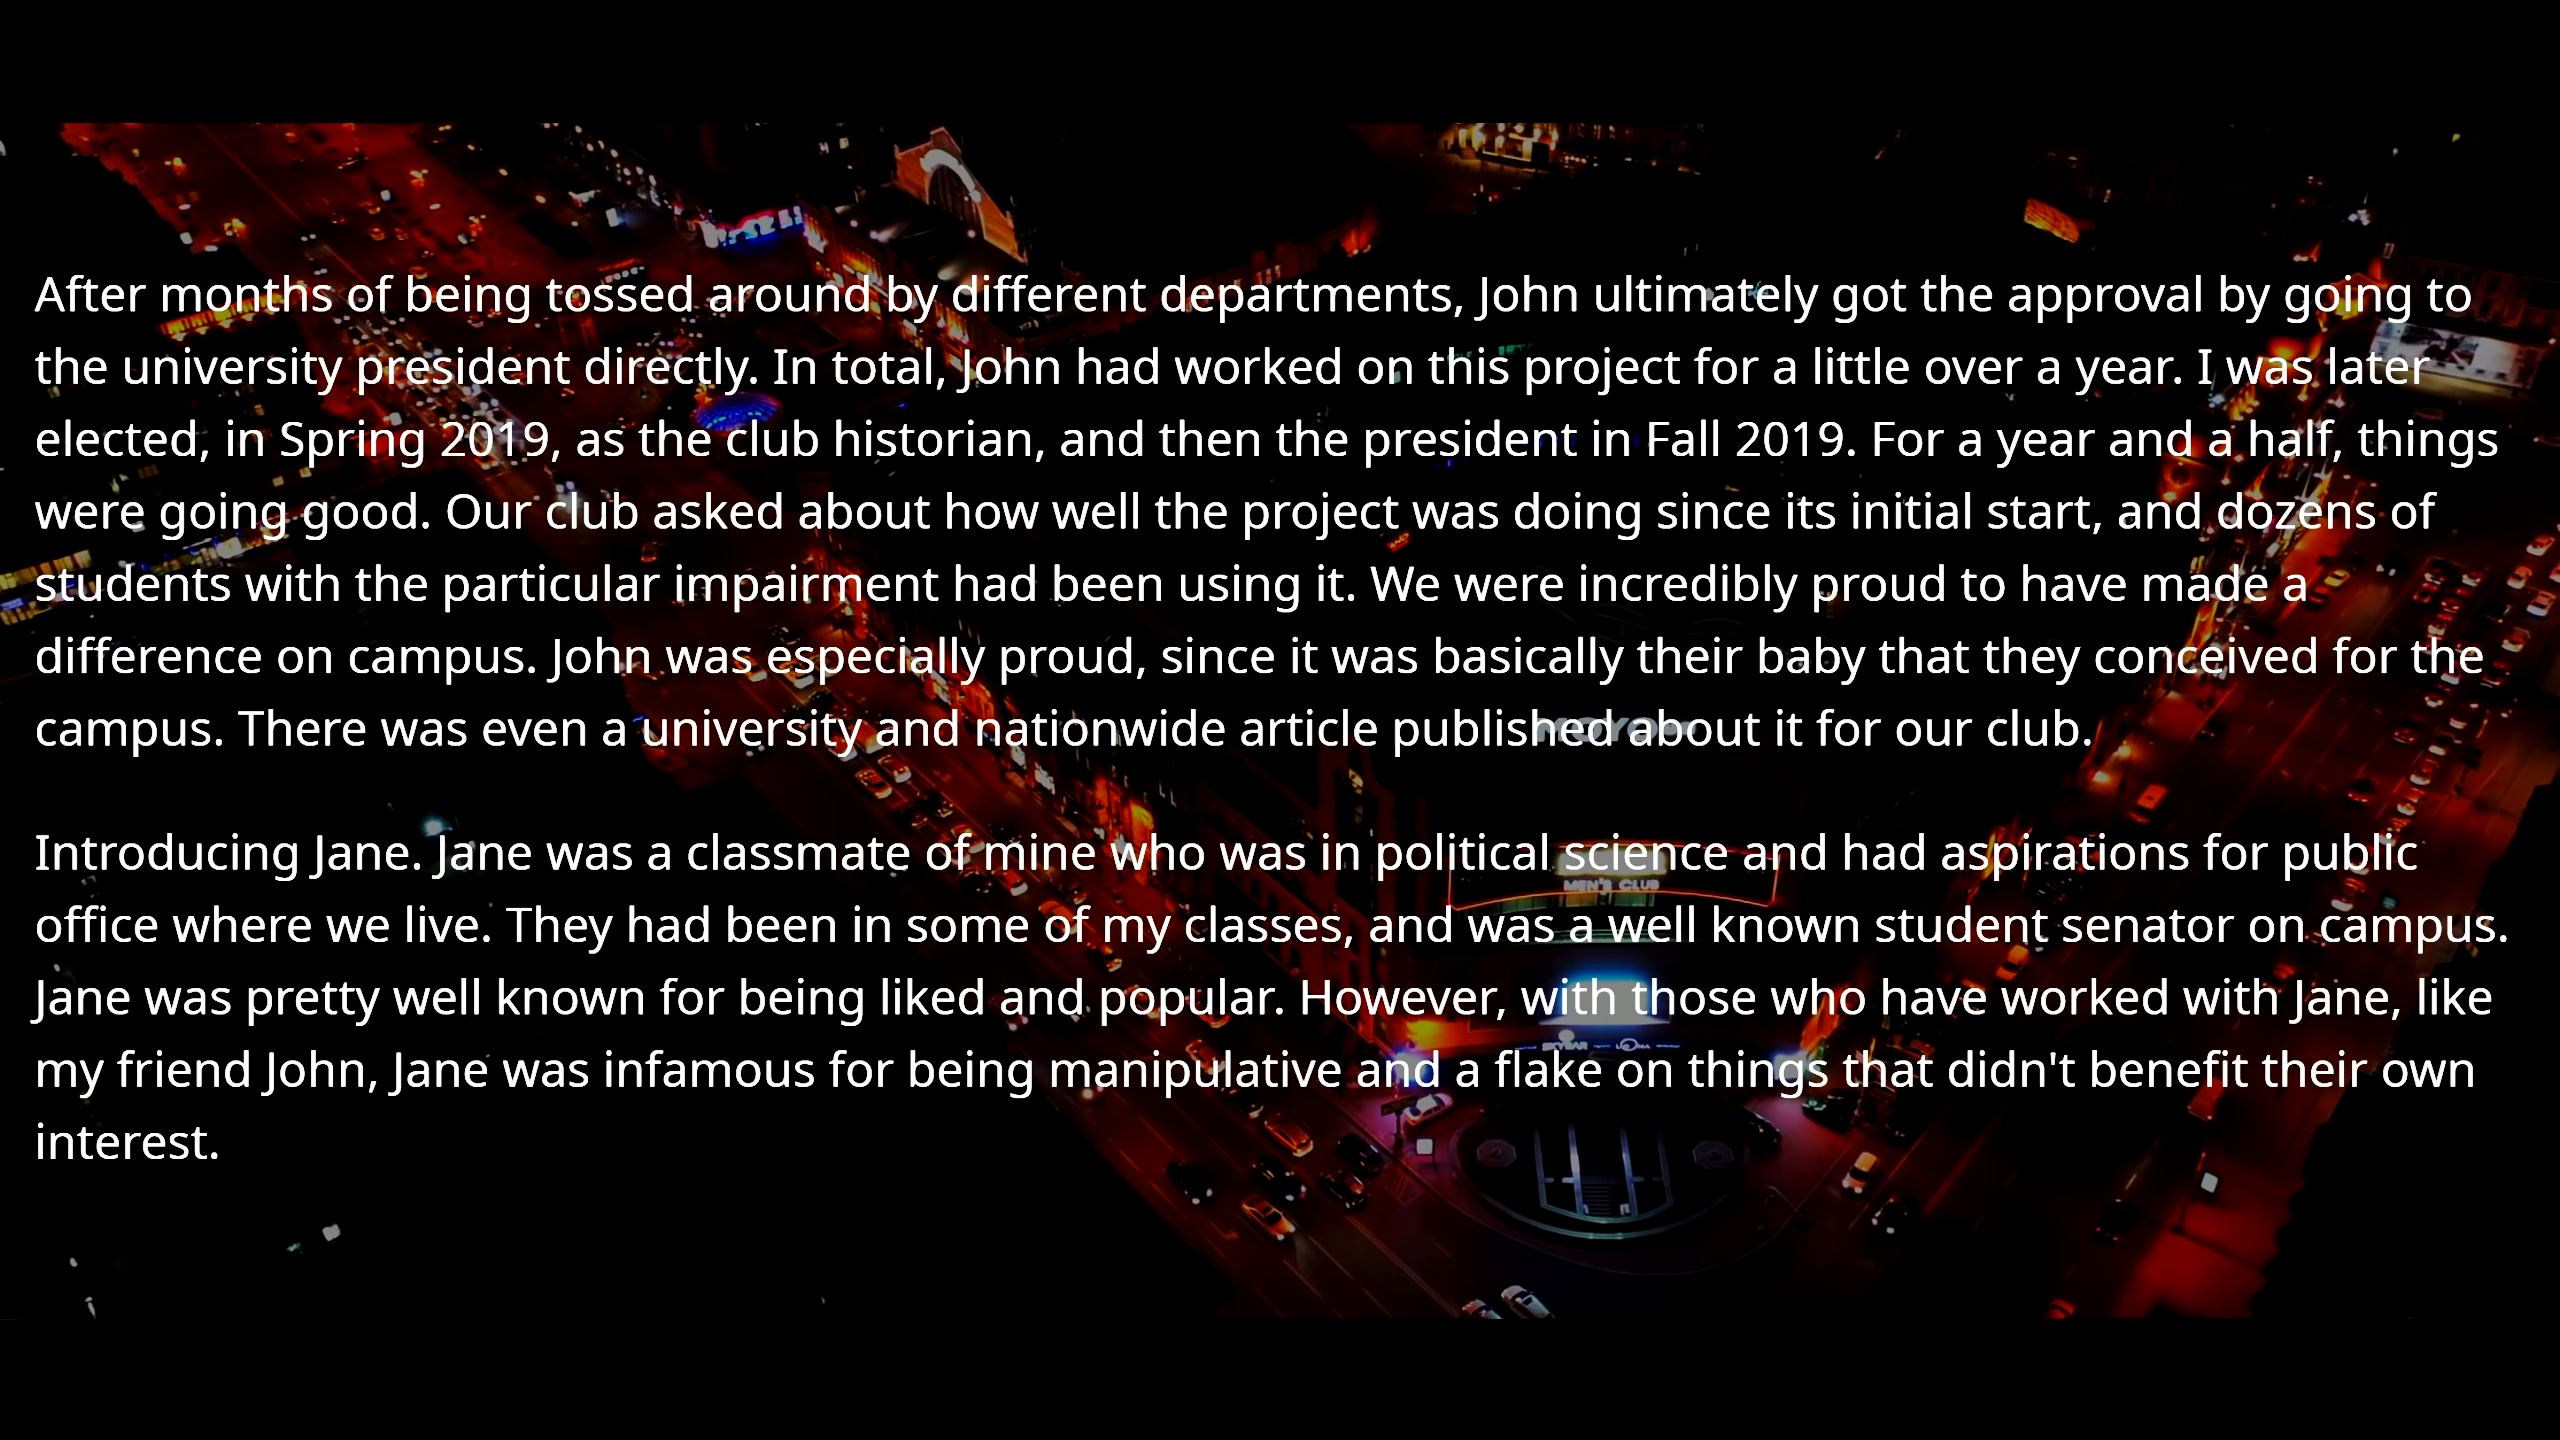 After months of being tossed around by different departments, John ultimately got the approval by going to
the university president directly. In total, John had worked on this project for a little over a year. I was later
elected, in Spring 2019, as the club historian, and then the president in Fall 2019. For a year and a half, things
were going good. Our club asked about how well the project was doing since its initial start, and dozens of
students with the particular impairment had been using it. We were incredibly proud to have made a
difference on campus. John was especially proud, since it was basically their baby that they conceived for the
campus. There was even a university and nationwide article published about it for our club.
Introducing Jane. Jane was a classmate of mine who was in political science and had aspirations for public
MEN'S CLUB
office where we live. They had been in some of my classes, and was a well known student senator on campus.
Jane was pretty well known for being liked and popular. However, with those who have worked with Jane, like
SKYBAR
my friend John, Jane was infamous for being manipulative and a flake on things that didn't benefit their own
interest.